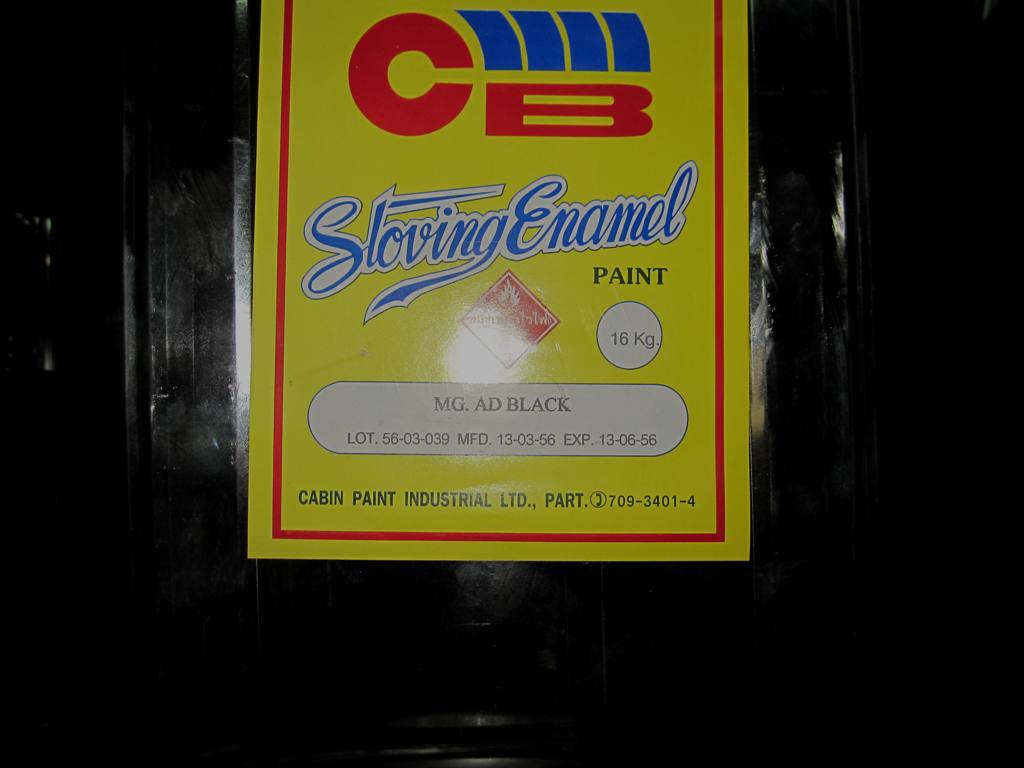 CB
Stoving Enamel
PAINT
16 Kg.
MG. AD BLACK
LOT. 56-03-039 MFD. 13-03-56 EXP. 13-06-56
CABIN PAINT INDUSTRIAL LTD., PART. 709-3401-4